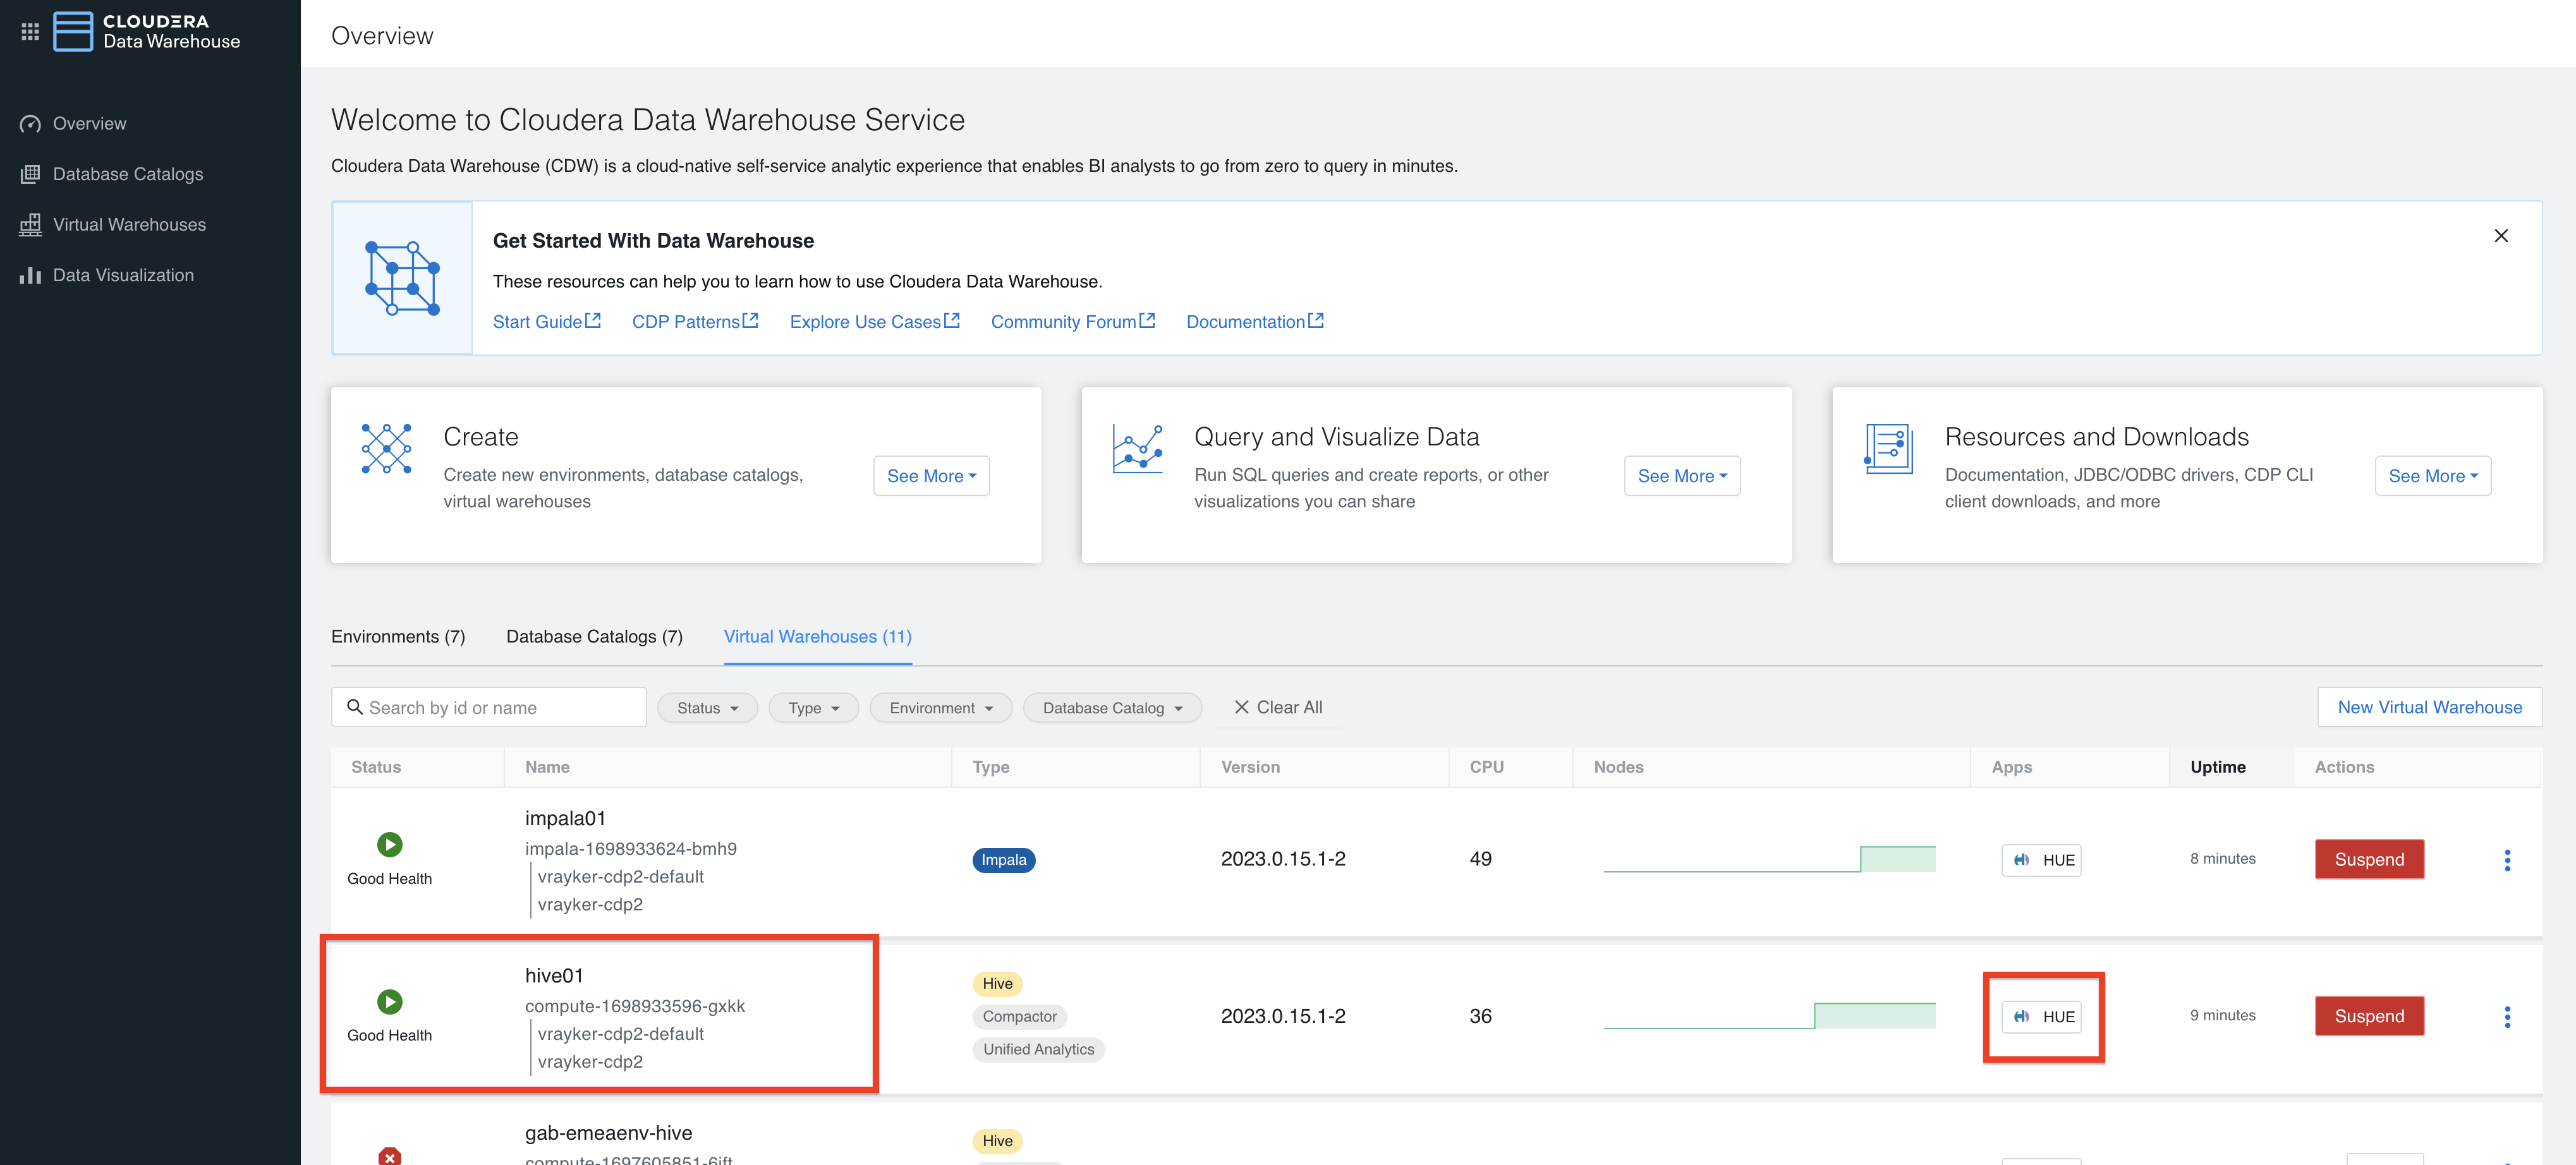 CLOUDERA
Data Warehouse
Overview
Database Catalogs
Virtual Warehouses
Data Visualization
Overview
Welcome to Cloudera Data Warehouse Service
Cloudera Data Warehouse (CDW) is a cloud-native self-service analytic experience that enables BI analysts to go from zero to query in minutes.
Get Started With Data Warehouse
These resources can help you to learn how to use Cloudera Data Warehouse.
Start Guide CDP Patterns Explore Use Cases Community Forum Documentation
Create
Create new environments, database catalogs,
virtual warehouses
See More
Query and Visualize Data
Run SQL queries and create reports, or other
visualizations you can share
See More
Resources and Downloads
Documentation, JDBC/ODBC drivers, CDP CLI
client downloads, and more
See More
Environments (7) Database Catalogs (7) Virtual Warehouses (11)
Search by id or name Status Type Environment Database Catalog Clear All New Virtual Warehouse
Status Name Type Version CPU Nodes Apps Uptime Actions
impala01
impala-1698933624-bmh9
vrayker-cdp2-default
vrayker-cdp2
Good Health
Impala
2023.0.15.1-2
49
HUE
8 minutes
Suspend
hive01
compute-1698933596-gxkk
vrayker-cdp2-default
vrayker-cdp2
Good Health
Hive
Compactor
Unified Analytics
2023.0.15.1-2
36
HUE
9 minutes
Suspend
gab-emeaenv-hive
Hive